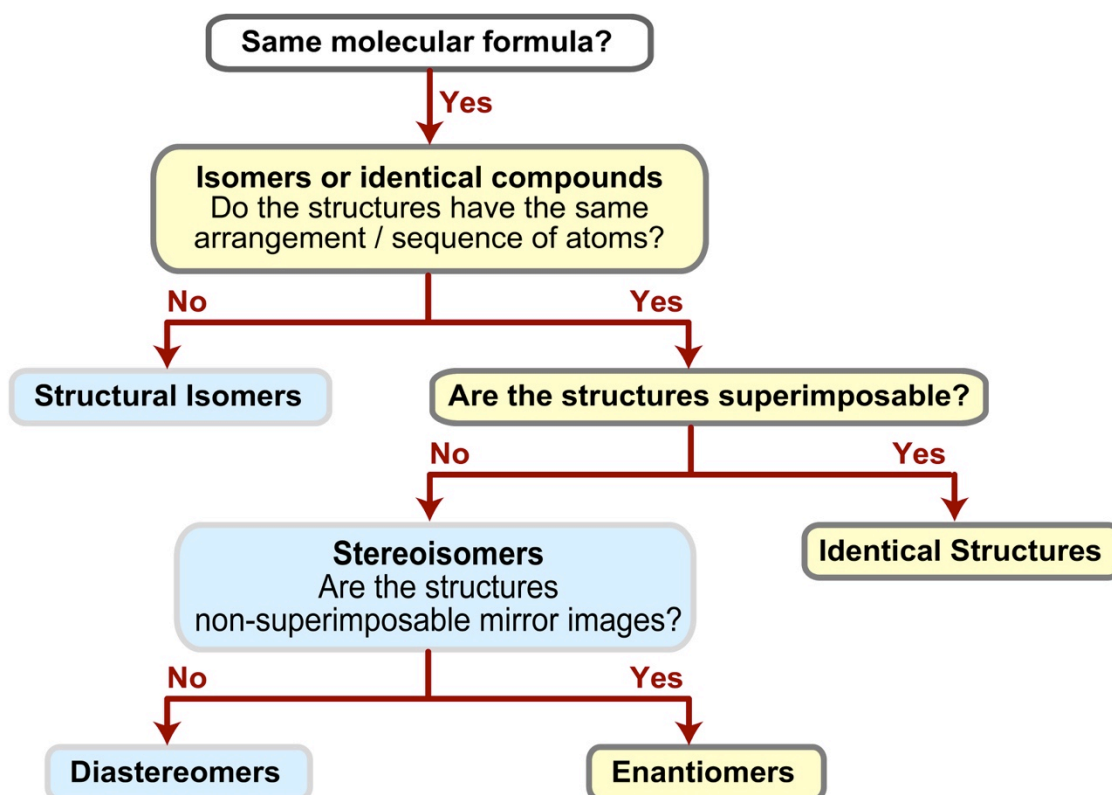 Same molecular formula?
Yes
Isomers or identical compounds
Do the structures have the same
arrangement / sequence of atoms?
No
Yes
Structural Isomers
Are the structures superimposable?
No
Yes
Stereoisomers
Are the structures
non-superimposable mirror images?
Identical Structures
No
Yes
Diastereomers
Enantiomers